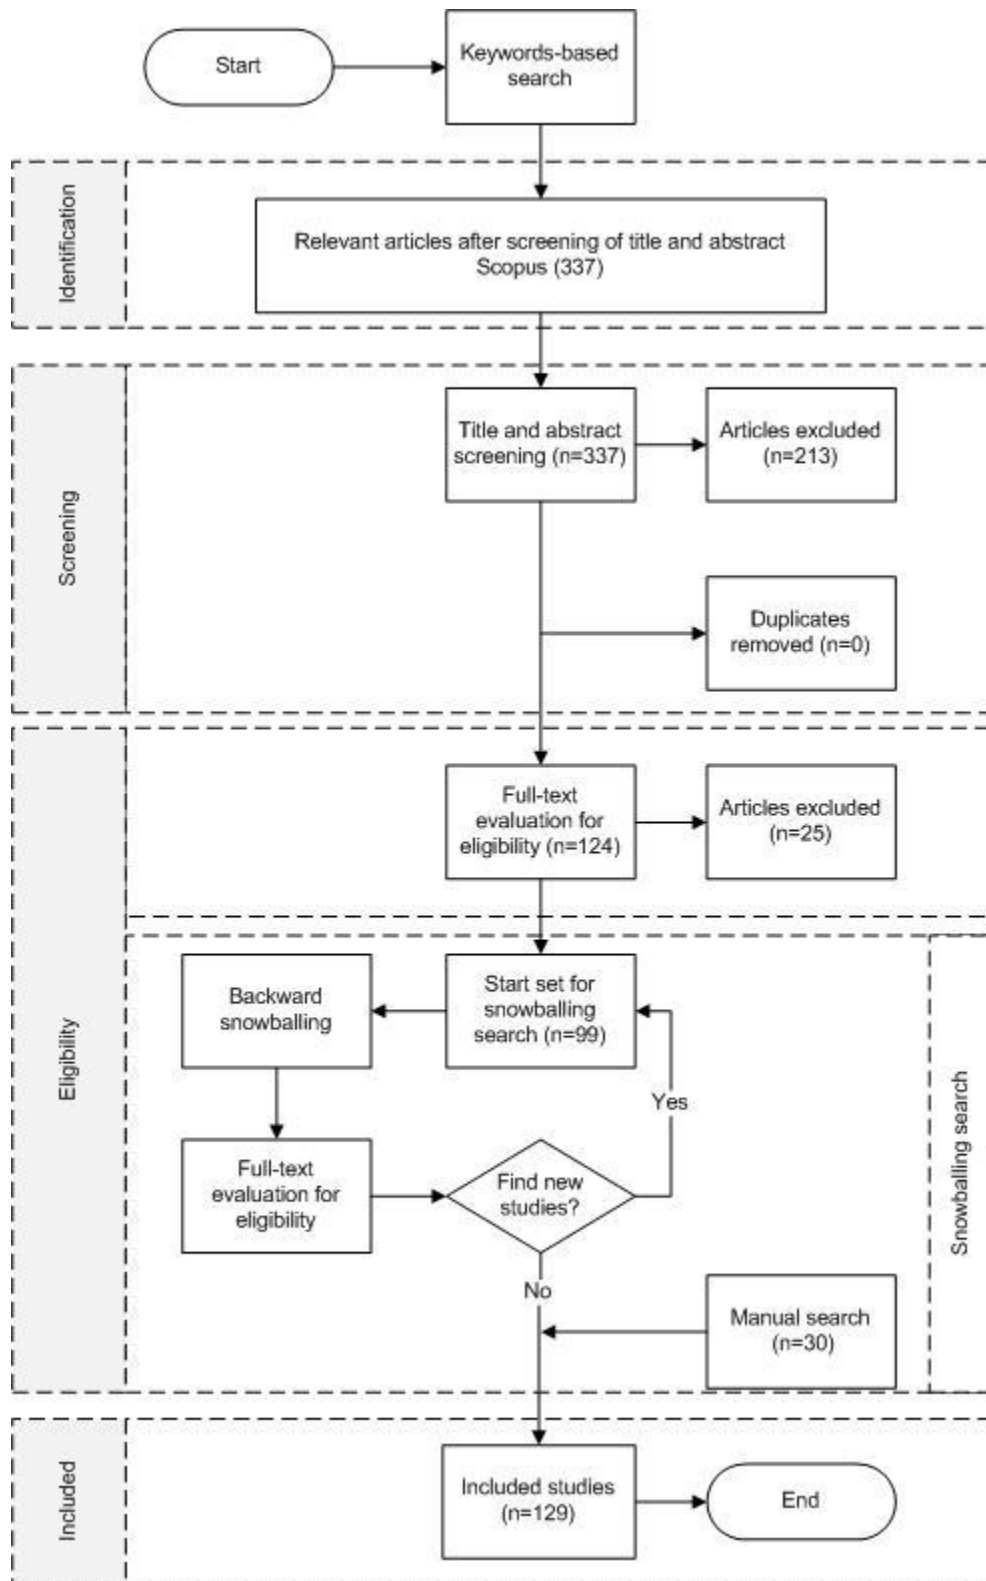 Start
Keywords-based
search
Identification
Relevant articles after screening of title and abstract
Scopus (337)
Screening
Title and abstract
screening (n=337)
Articles excluded
(n=213)
Duplicates
removed (n=0)
Eligibility
Full-text
evaluation for
eligibility (n=124)
Articles excluded
(n=25)
Backward
snowballing
Start set for
snowballing
search (n=99)
Yes
Full-text
evaluation for
eligibility
Find new
studies?
Snowballing search
No
Manual search
(n=30)
Included
Included studies
(n=129)
End